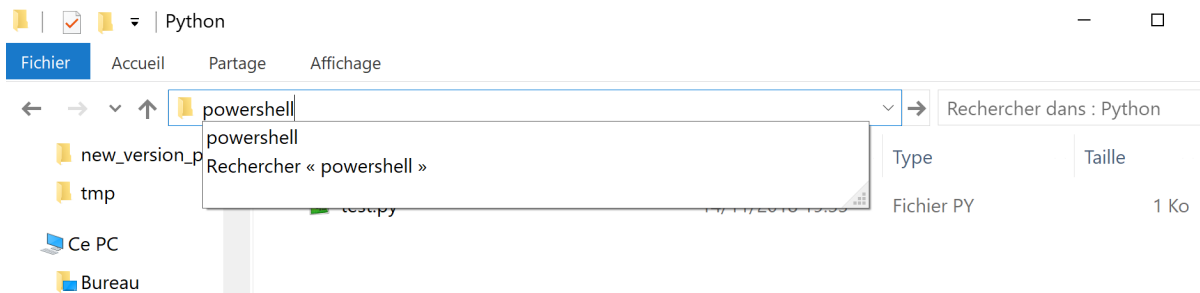 Python
Fichier Accueil Partage Affichage
powershell Rechercher dans : Python
powershell
Rechercher « powershell »
new_version_p
Type Taille
tmp
test.py Fichier PY 1 Ko
Ce PC
Bureau